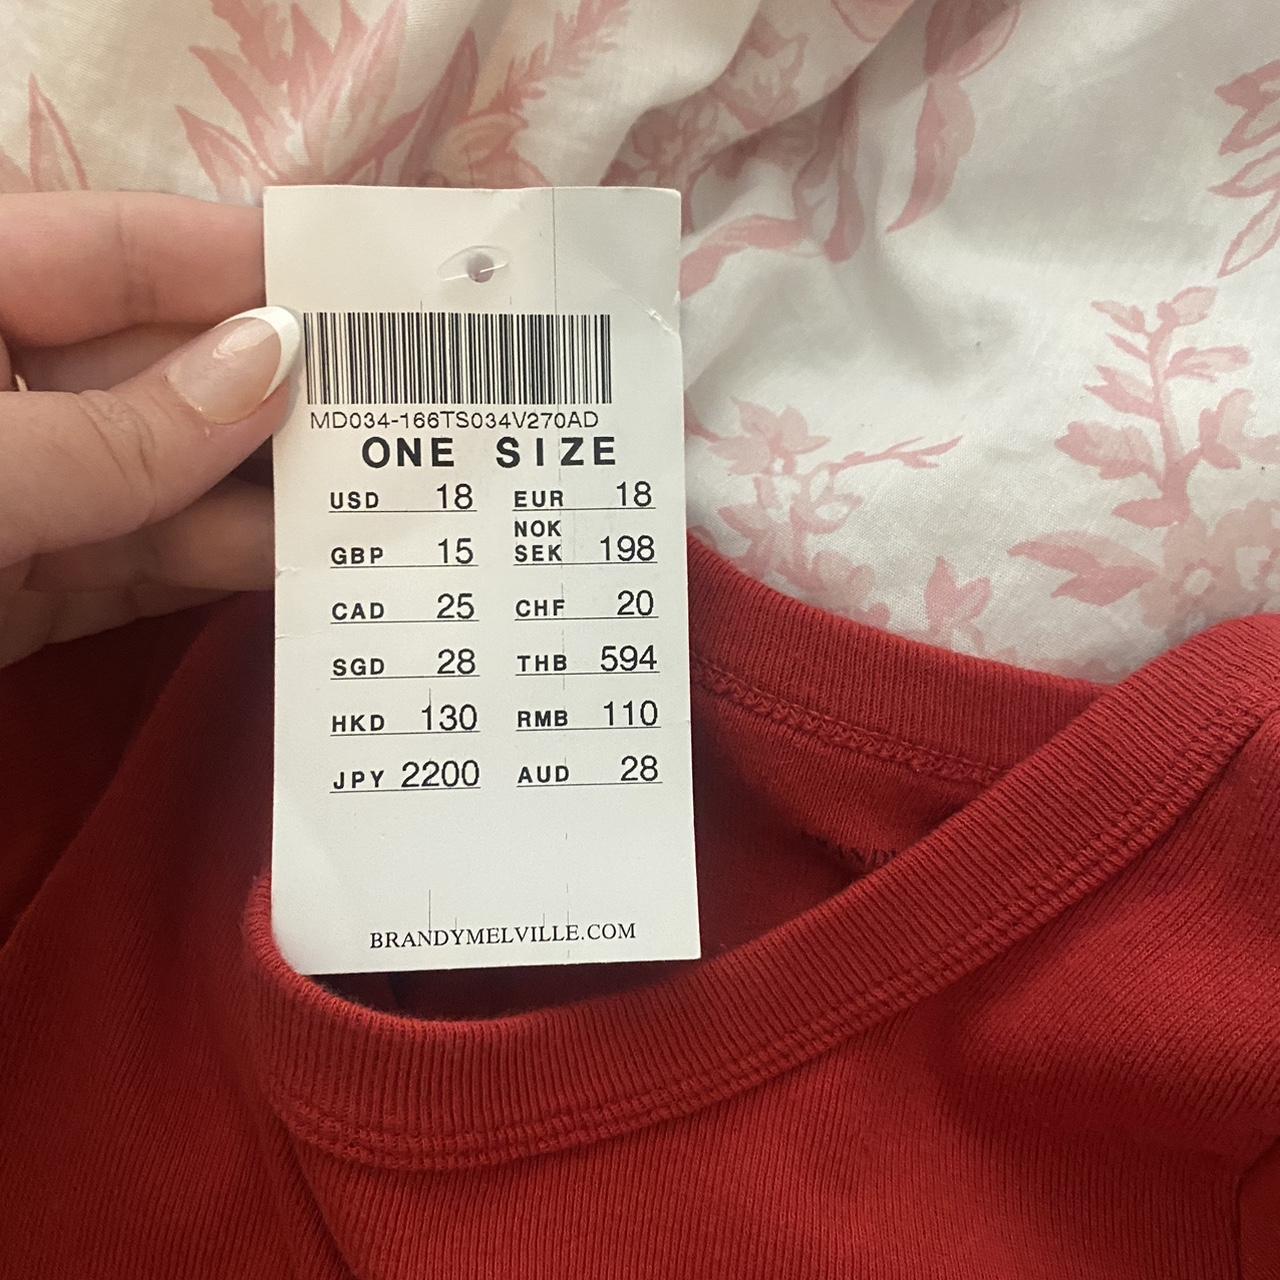 MD034-166TS034V270AD
ONE SIZE
USD 18 EUR 18
GBP 15 NOK SEK 198
CAD 25 CHF 20
SGD 28 THB 594
HKD 130 RMB 110
JPY 2200 AUD 28
BRANDYMELVILLE.COM